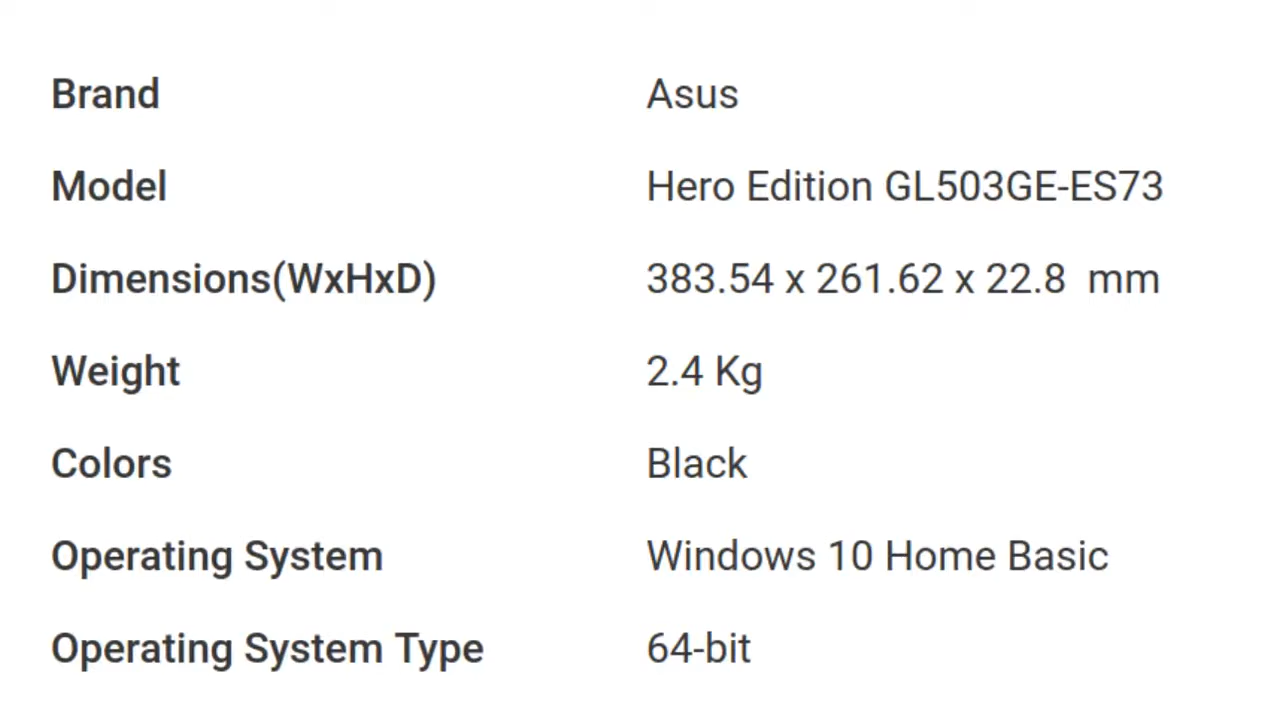 Brand Asus
Model Hero Edition GL503GE-ES73
Dimensions(WxHxD) 383.54 x 261.62 x 22.8  mm
Weight 2.4 Kg
Colors Black
Operating System Windows 10 Home Basic
Operating System Type 64-bit